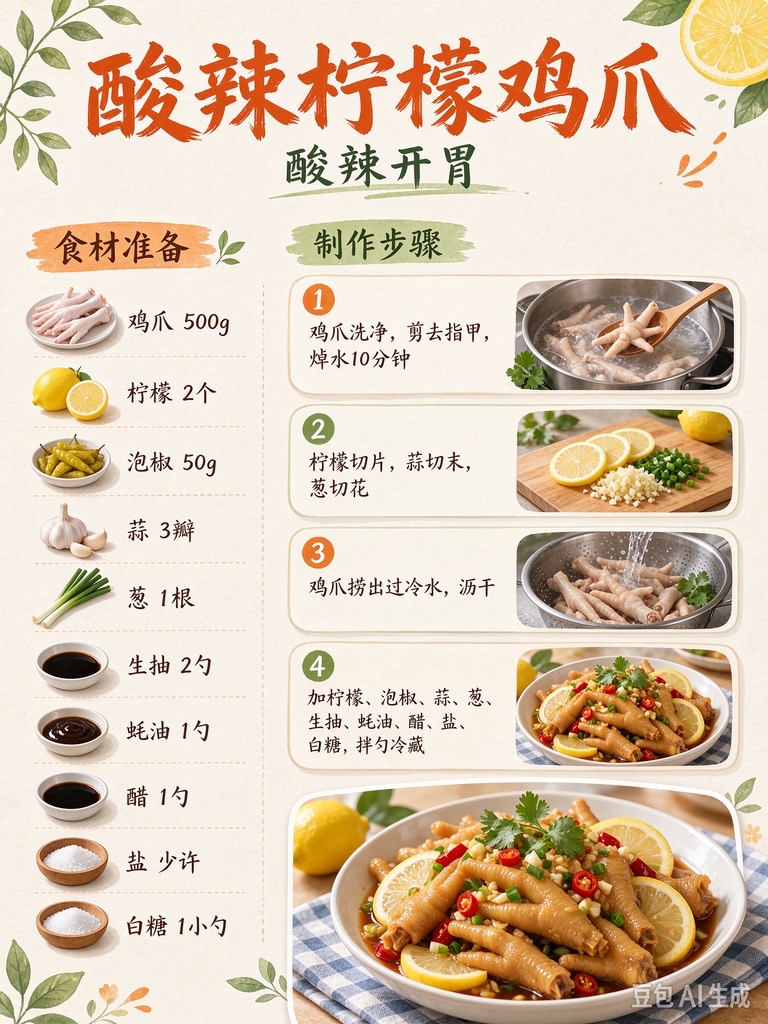 酸辣柠檬鸡爪
酸辣开胃
食材准备
鸡爪 500g
柠檬 2个
泡椒 50g
蒜 3瓣
葱 1根
生抽 2勺
蚝油 1勺
醋 1勺
盐 少许
白糖 1小勺
制作步骤
1
鸡爪洗净，剪去指甲，
焯水10分钟
2
柠檬切片，蒜切末，
葱切花
3
鸡爪捞出过冷水，沥干
4
加柠檬、泡椒、蒜、葱、
生抽、蚝油、醋、盐、
白糖，拌匀冷藏
豆包AI生成